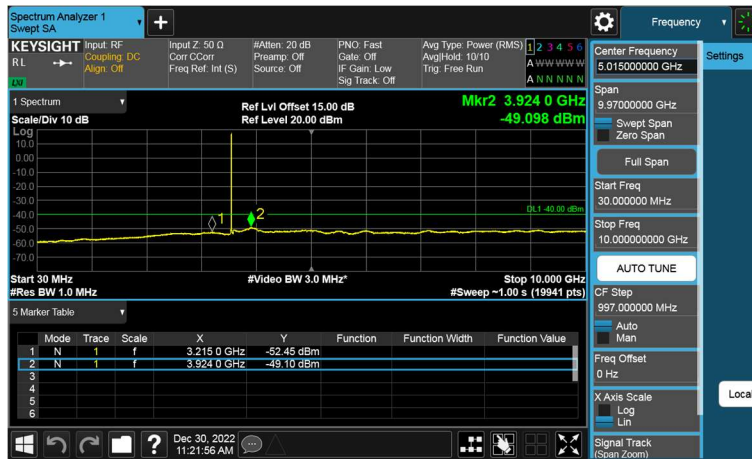 Spectrum Analyzer 1
Swept SA
Frequency
KEYSIGHT
RL
LXI
Input: RF
Coupling: DC
Align: Off
Input Z: 50 Ω
Corr CCorr
Freq Ref: Int (S)
#Atten: 20 dB
Preamp: Off
Source: Off
PNO: Fast
Gate: Off
IF Gain: Low
Sig Track: Off
Avg Type: Power (RMS)
Avg|Hold: 10/10
Trig: Free Run
1 2 3 4 5 6
A W W W W W
A N N N N N
1 Spectrum
Scale/Div 10 dB
Ref Lvl Offset 15.00 dB
Ref Level 20.00 dBm
Mkr2 3.924 0 GHz
-49.098 dBm
Log
10.0
0.00
-10.0
-20.0
-30.0
-40.0
-50.0
-60.0
-70.0
1
2
DL1 -40.00 dBm
Start 30 MHz
#Res BW 1.0 MHz
#Video BW 3.0 MHz*
Stop 10.000 GHz
#Sweep ~1.00 s (19941 pts)
5 Marker Table
Mode Trace Scale X Y Function Function Width Function Value
1 N 1 f 3.215 0 GHz -52.45 dBm
2 N 1 f 3.924 0 GHz -49.10 dBm
3
4
5
6
Dec 30, 2022
11:21:56 AM
Center Frequency
5.015000000 GHz
Settings
Span
9.97000000 GHz
Swept Span
Zero Span
Full Span
Start Freq
30.000000 MHz
Stop Freq
10.000000000 GHz
AUTO TUNE
CF Step
997.000000 MHz
Auto
Man
Freq Offset
0 Hz
X Axis Scale
Log
Lin
Local
Signal Track
(Span Zoom)